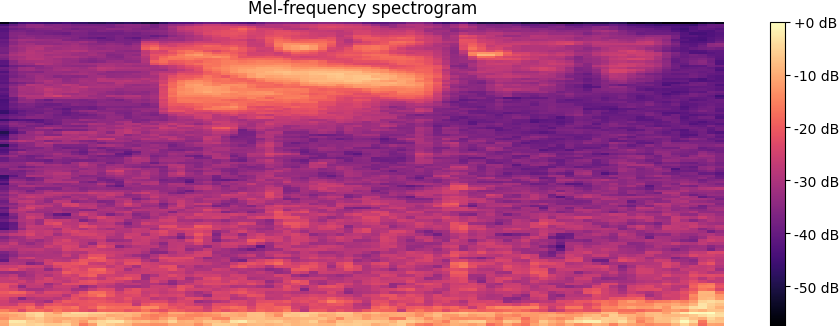 Mel-frequency spectrogram
+0 dB
-10 dB
-20 dB
-30 dB
-40 dB
-50 dB